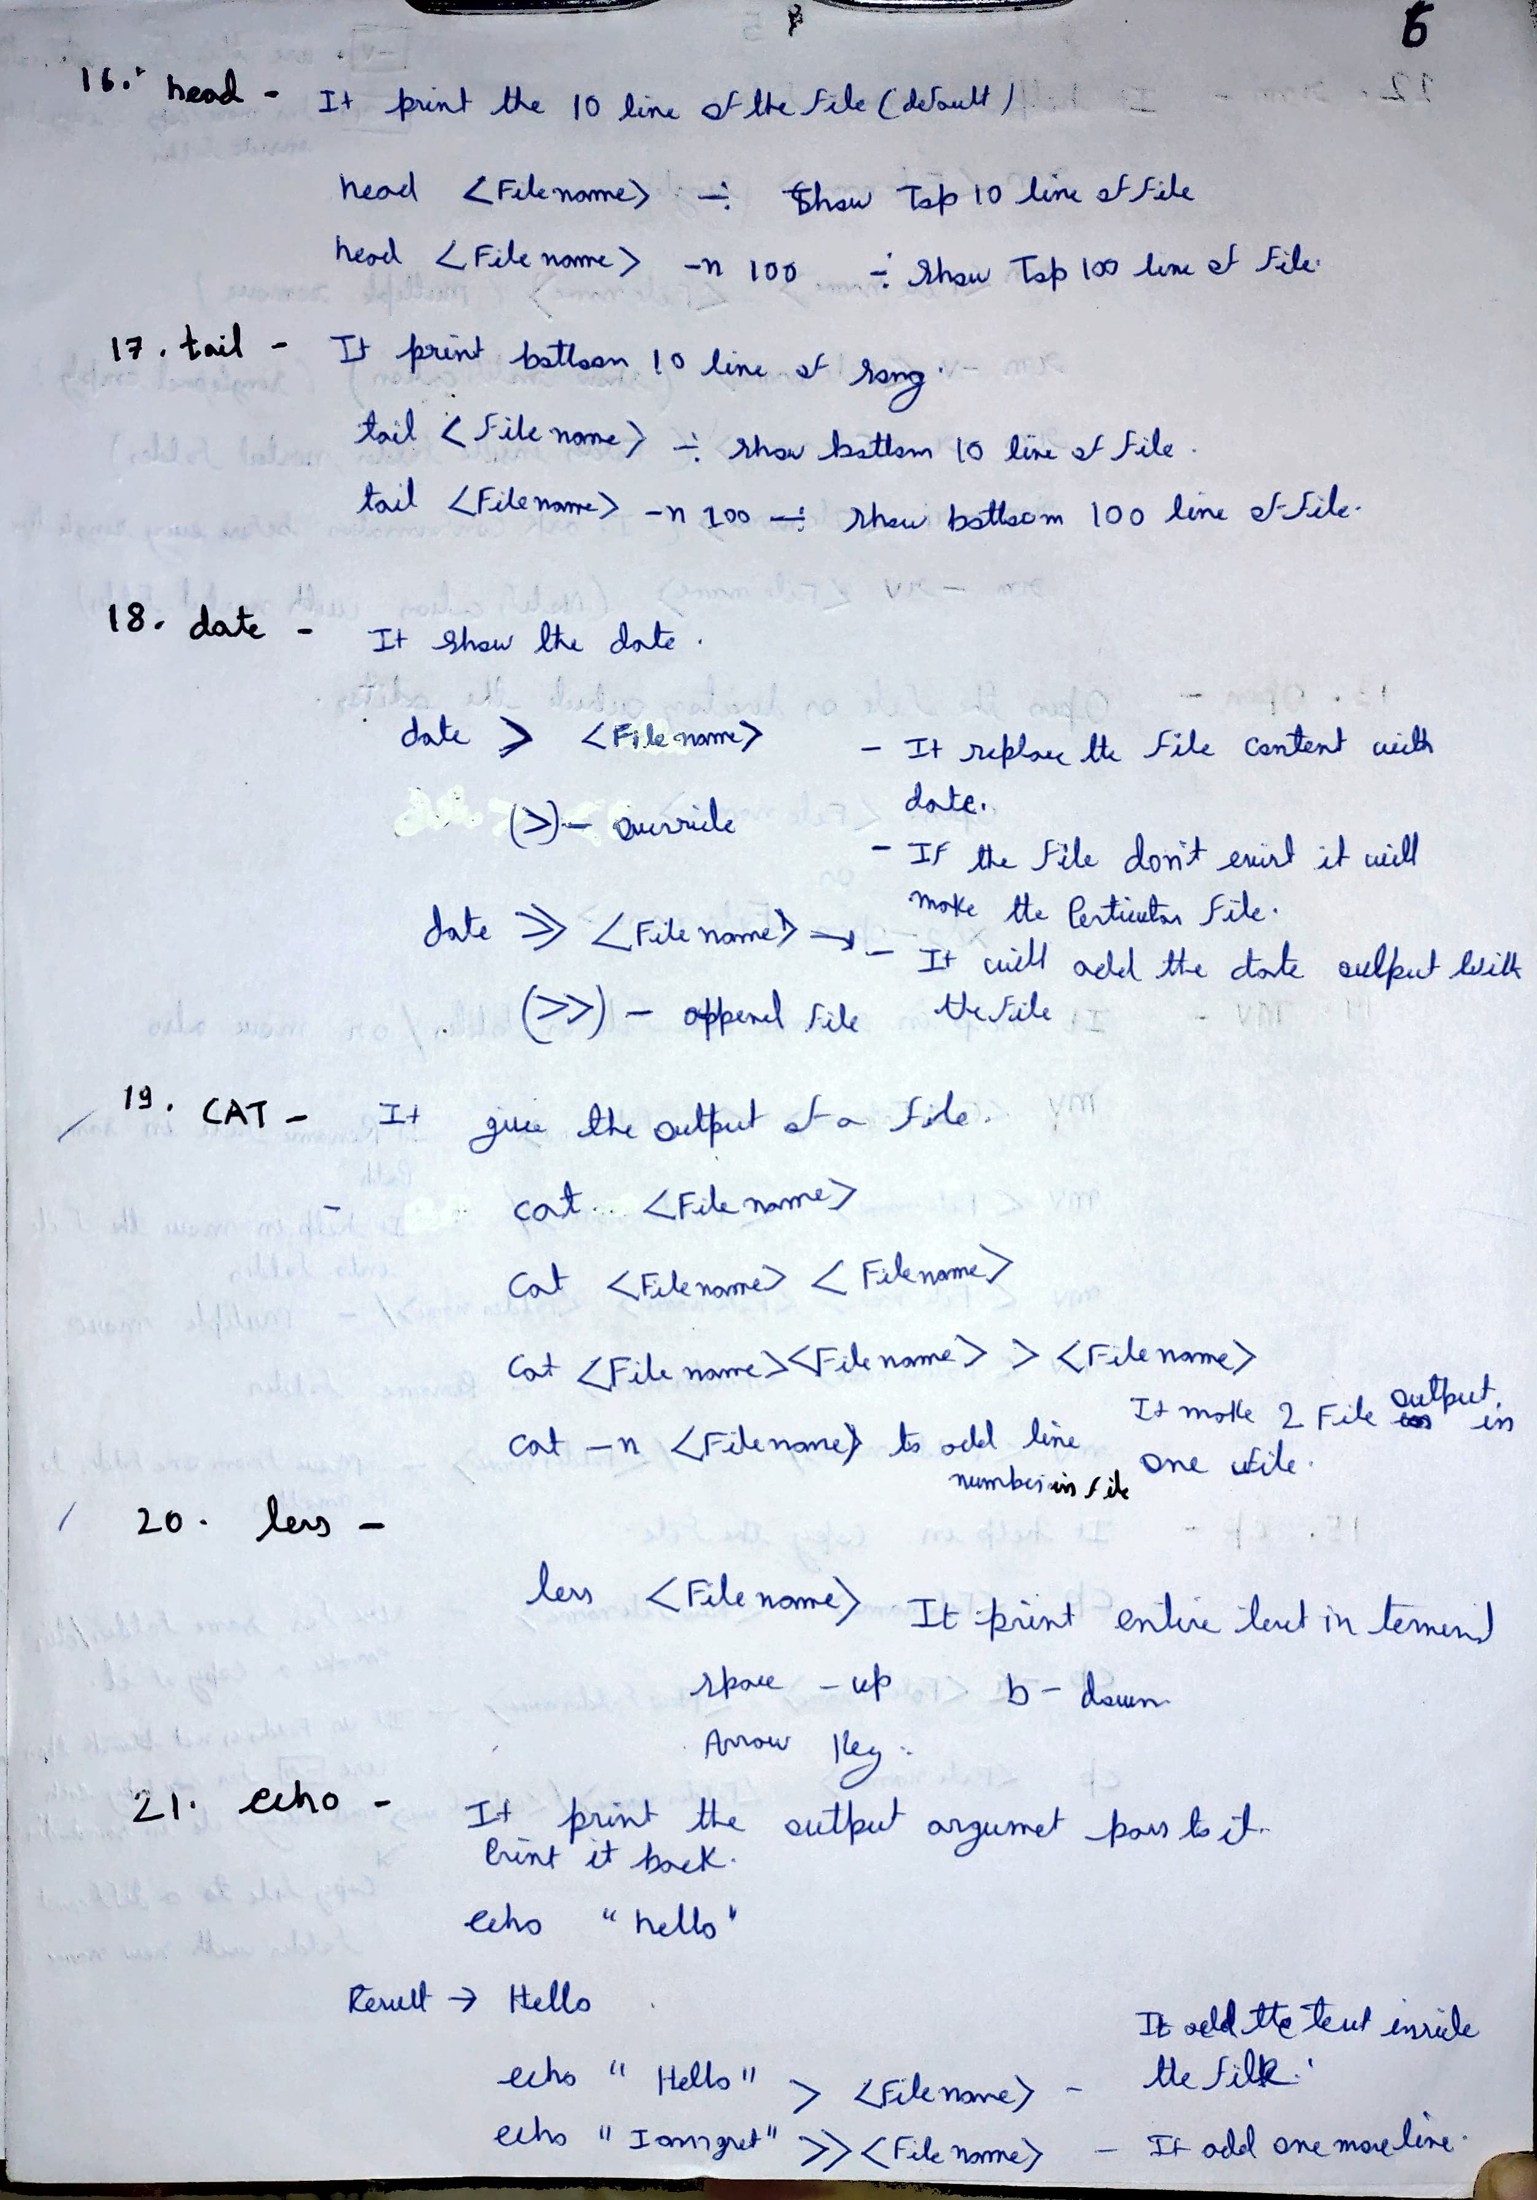 6
16. head - It print the 10 line of the file (default)
head <File name> ÷ Show Top 10 line of file
head <File name> -n 100 ÷ show Top 100 line of file.
17. tail - It print bottom 10 line of
tail <file name> ÷ show bottom 10 line of file.
tail <File name> -n 100 ÷ show bottom 100 line of file.
18. date - It show the date.
date > <File name> - It replace the file content with
date.
(>) - override
- If the file don't exist it will
make the Perticular file.
date >> <File name> → - It will add the date output with
the file
(>>) - append file
19. CAT - It give the output of a file.
- cat <File name>
Cat <File name> < File name>
Cat <File name> <File name> > <File name>
It make 2 File output in
one file.
cat -n <File name> to add line
number in file
20. less -
less <File name> It print entire text in
space - up b - down
Arrow Key.
21. echo - It print the output argumet pass to it.
Print it back.
echo "hello"
Result → Hello
echo "Hello" > <File name> - It add the text inside
the file.
echo "I am" >> <File name> - It add one more line.